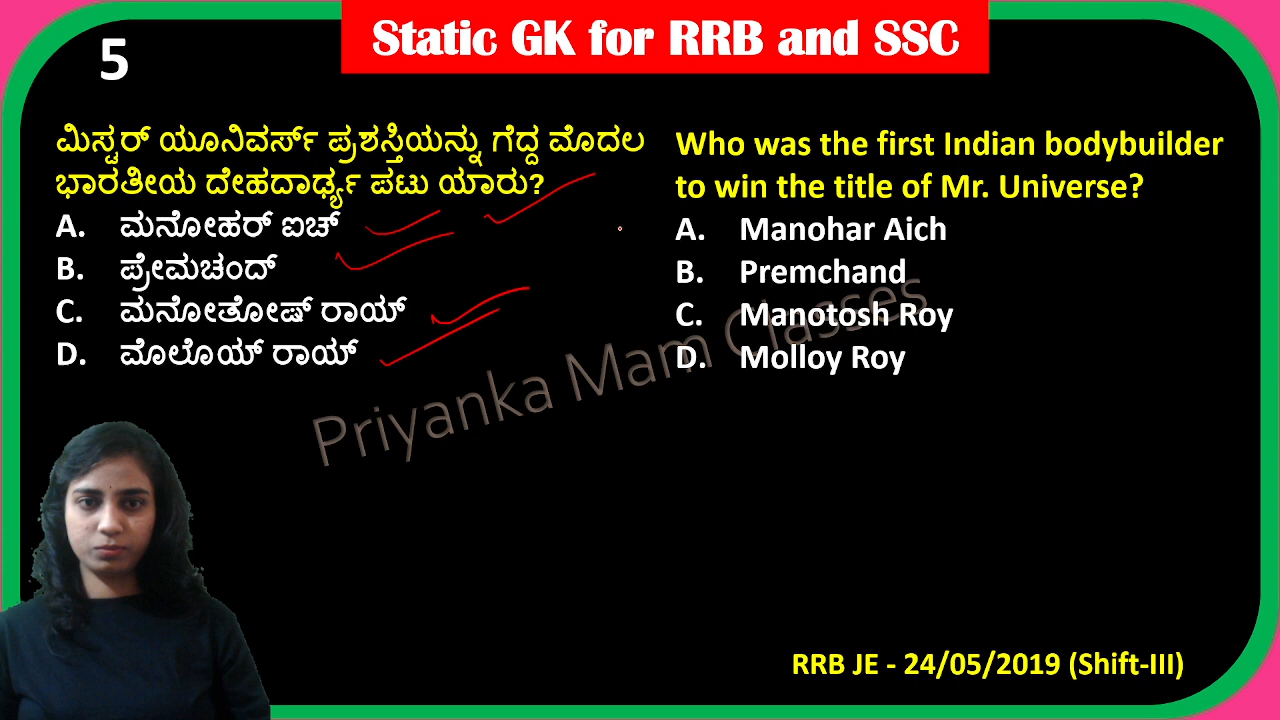 Static GK for RRB and SSC
5
ಮಿಸ್ಟರ್ ಯೂನಿವರ್ಸ್ ಪ್ರಶಸ್ತಿಯನ್ನು ಗೆದ್ದ ಮೊದಲ
ಭಾರತೀಯ ದೇಹದಾರ್ಢ್ಯ ಪಟು ಯಾರು?
A. ಮನೋಹರ್ ಐಚ್
B. ಪ್ರೇಮಚಂದ್
C. ಮನೋತೋಷ್ ರಾಯ್
D. ಮೊಲೊಯ್ ರಾಯ್
Who was the first Indian bodybuilder
to win the title of Mr. Universe?
A. Manohar Aich
B. Premchand
C. Manotosh Roy
D. Molloy Roy
Priyanka Mam Classes
RRB JE - 24/05/2019 (Shift-III)